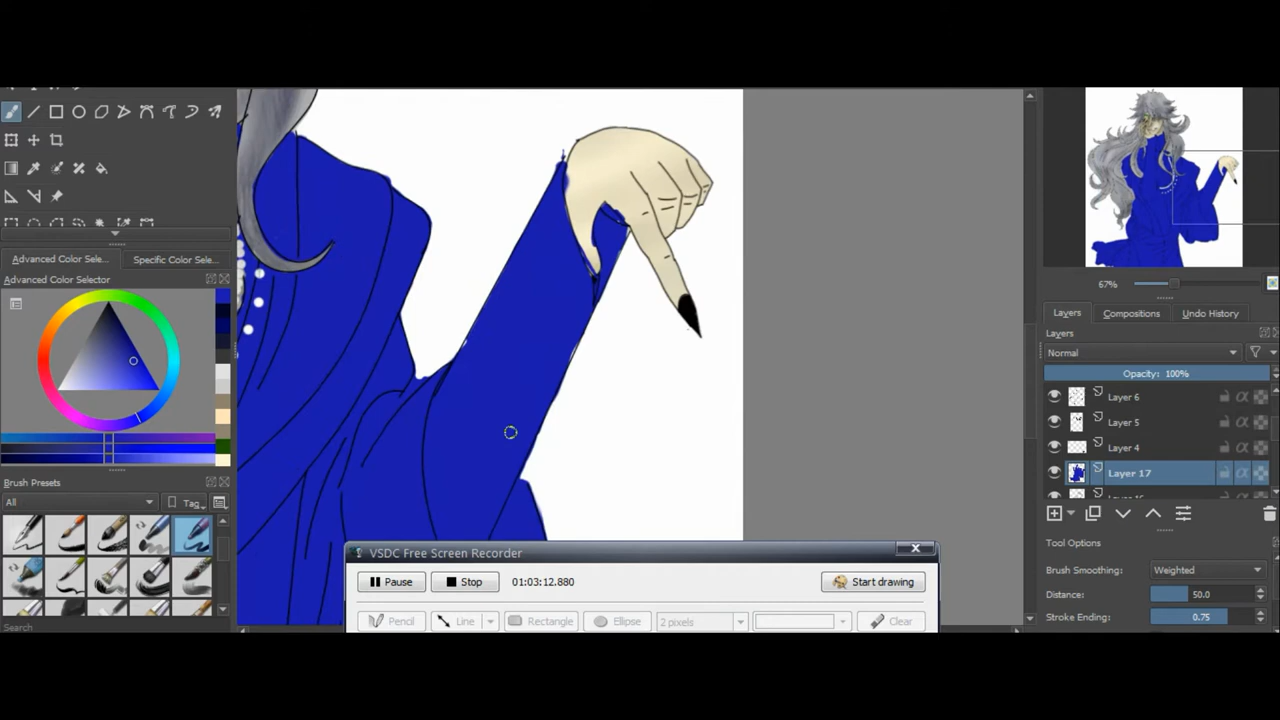 Advanced Color Sele...
Specific Color Sele...
Advanced Color Selector
Brush Presets
All
Tag
Search
VSDC Free Screen Recorder
Pause
Stop
01:03:12.880
Start drawing
Pencil
Line
Rectangle
Ellipse
2 pixels
Clear
67%
Layers
Compositions
Undo History
Layers
Normal
Opacity: 100%
Layer 6
Layer 5
Layer 4
Layer 17
Tool Options
Brush Smoothing:
Weighted
Distance:
50.0
Stroke Ending:
0.75